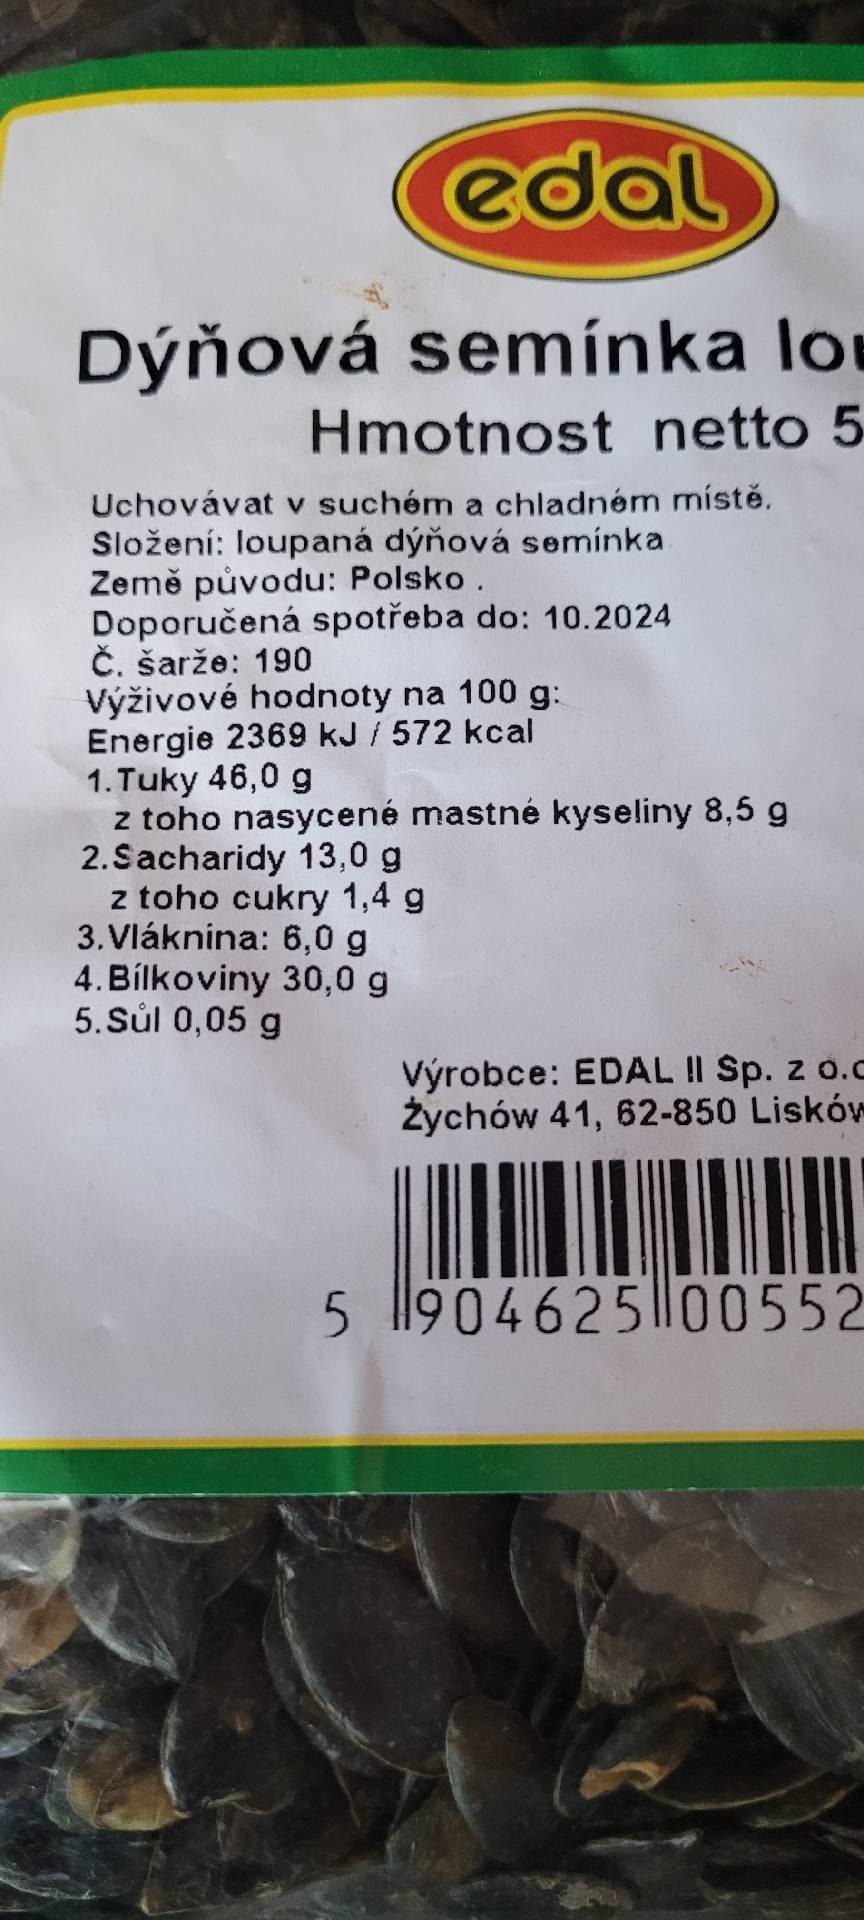 edal
Dýňová semínka
Hmotnost netto 5
Uchovávat v suchém a chladném místě.
Složení: loupaná dýňová semínka
Země původu: Polsko .
Doporučená spotřeba do: 10.2024
Č. šarže: 190
Výživové hodnoty na 100 g:
Energie 2369 kJ / 572 kcal
1.Tuky 46,0 g
z toho nasycené mastné kyseliny 8,5 g
2.Sacharidy 13,0 g
z toho cukry 1,4 g
3.Vláknina: 6,0 g
4.Bílkoviny 30,0 g
5.Sůl 0,05 g
Výrobce: EDAL II Sp. z o.o
Żychów 41, 62-850 Lisków
5 904625 00552